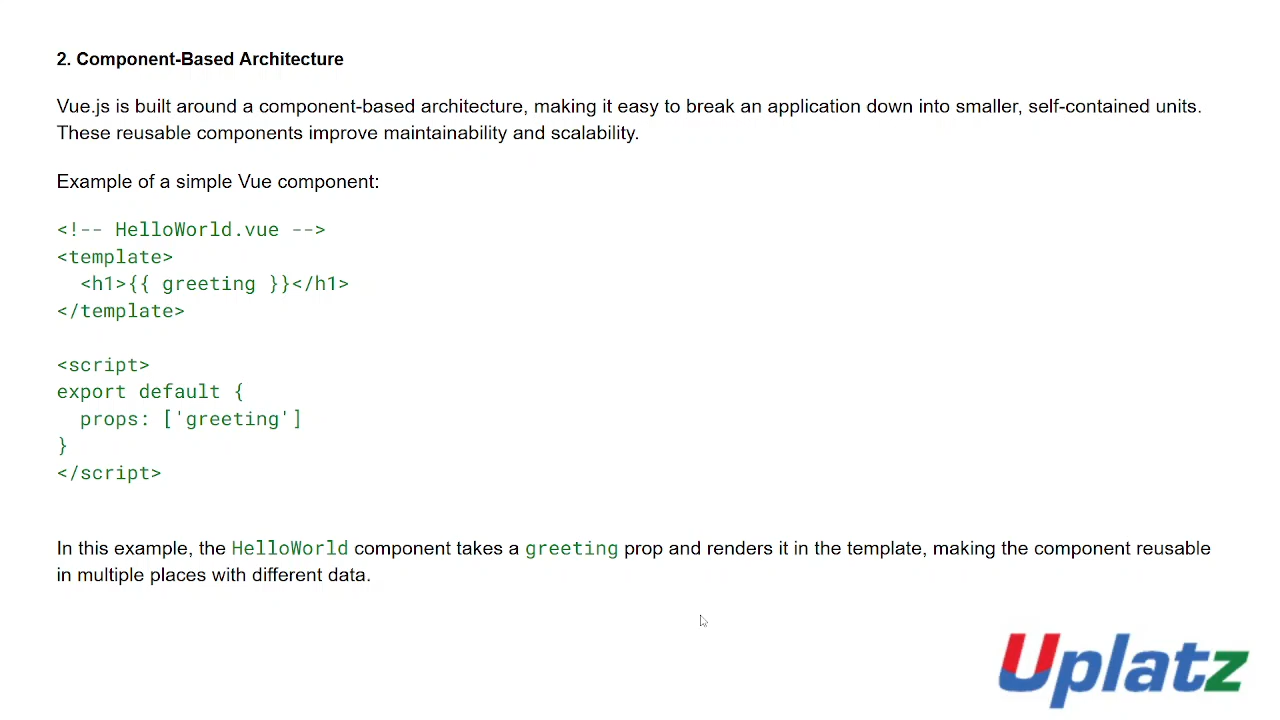 2. Component-Based Architecture
Vue.js is built around a component-based architecture, making it easy to break an application down into smaller, self-contained units.
These reusable components improve maintainability and scalability.
Example of a simple Vue component:
<!-- HelloWorld.vue -->
<template>
  <h1>{{ greeting }}</h1>
</template>
<script>
export default {
  props: ['greeting']
}
</script>
In this example, the HelloWorld component takes a greeting prop and renders it in the template, making the component reusable
in multiple places with different data.
Uplatz